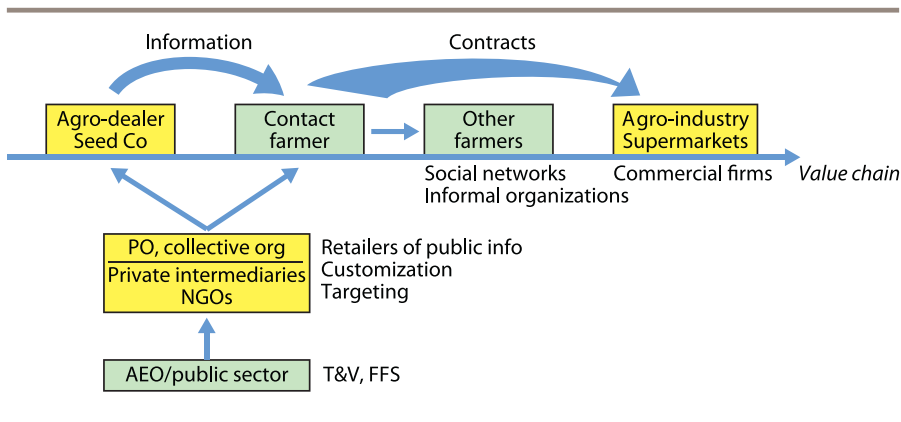 Information
Contracts
Agro-dealer
Seed Co
Contact
farmer
Other
farmers
Agro-industry
Supermarkets
Social networks
Informal organizations
Commercial firms
Value chain
PO, collective org
Private intermediaries
NGOs
Retailers of public info
Customization
Targeting
AEO/public sector
T&V, FFS